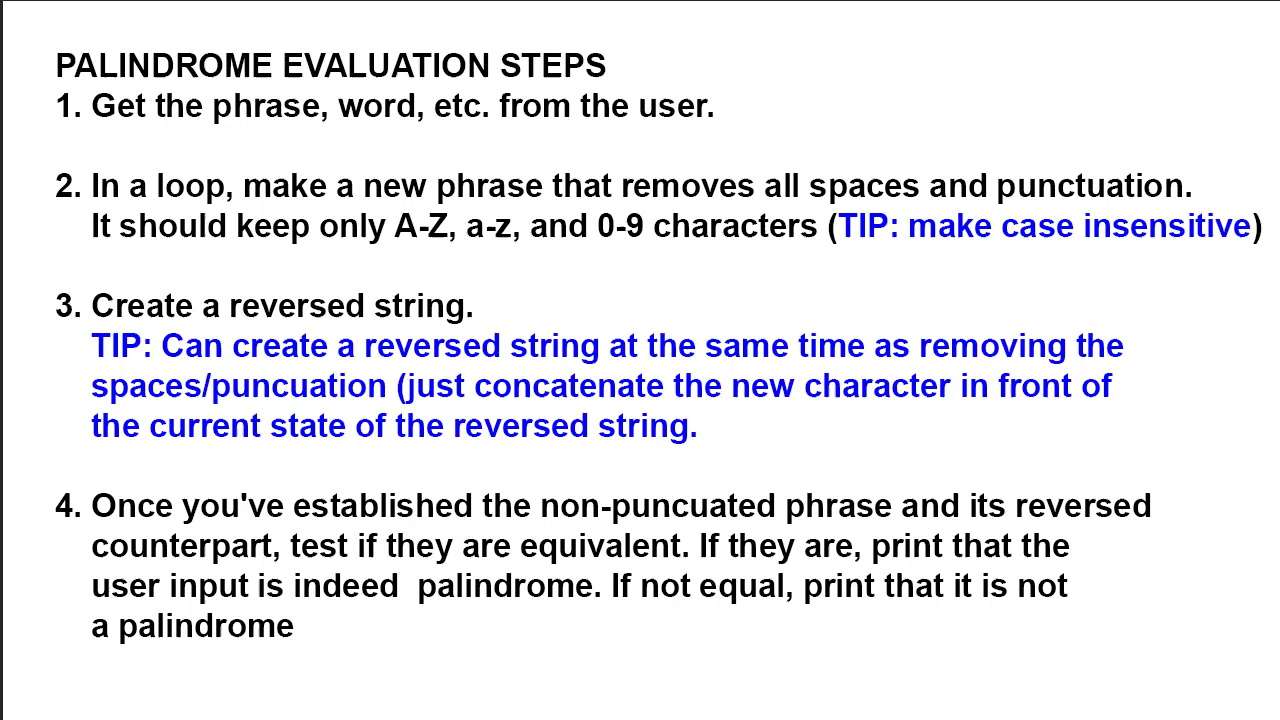 PALINDROME EVALUATION STEPS
1. Get the phrase, word, etc. from the user.
2. In a loop, make a new phrase that removes all spaces and punctuation.
It should keep only A-Z, a-z, and 0-9 characters (TIP: make case insensitive)
3. Create a reversed string.
TIP: Can create a reversed string at the same time as removing the
spaces/puncuation (just concatenate the new character in front of
the current state of the reversed string.
4. Once you've established the non-puncuated phrase and its reversed
counterpart, test if they are equivalent. If they are, print that the
user input is indeed  palindrome. If not equal, print that it is not
a palindrome